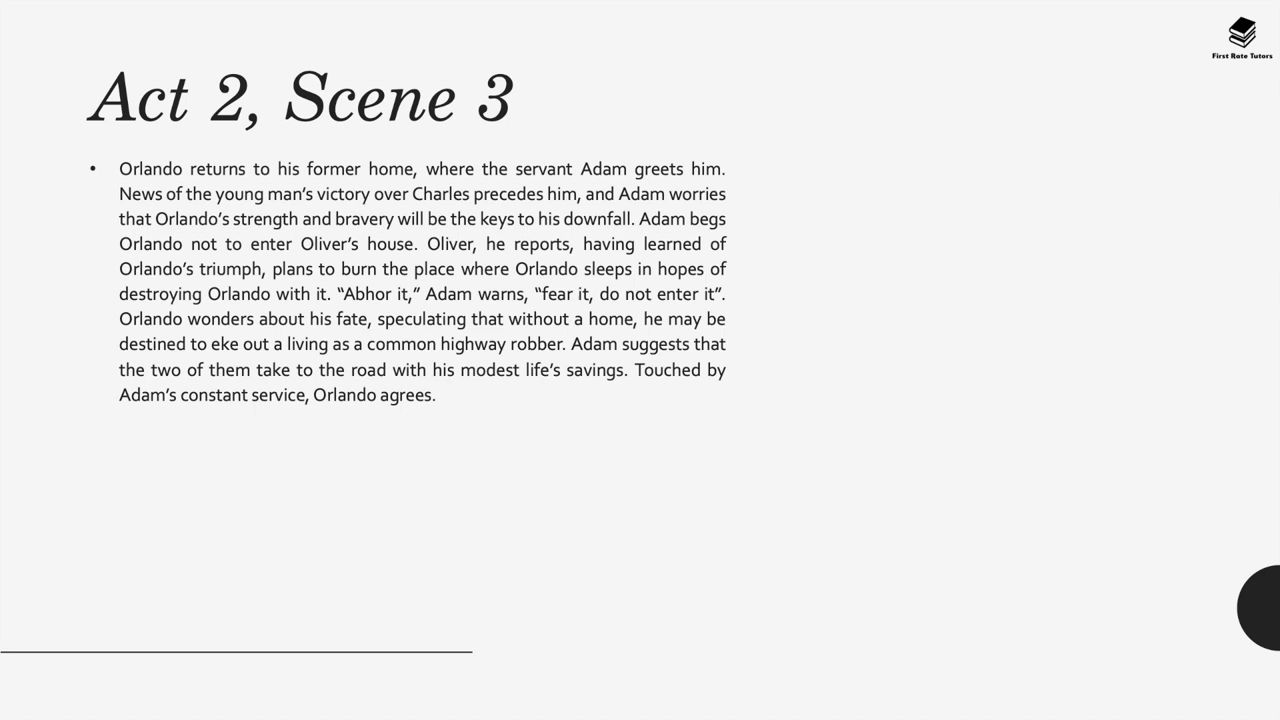 First Rate Tutors
Act 2, Scene 3
• Orlando returns to his former home, where the servant Adam greets him.
News of the young man’s victory over Charles precedes him, and Adam worries
that Orlando’s strength and bravery will be the keys to his downfall. Adam begs
Orlando not to enter Oliver’s house. Oliver, he reports, having learned of
Orlando’s triumph, plans to burn the place where Orlando sleeps in hopes of
destroying Orlando with it. “Abhor it,” Adam warns, “fear it, do not enter it”.
Orlando wonders about his fate, speculating that without a home, he may be
destined to eke out a living as a common highway robber. Adam suggests that
the two of them take to the road with his modest life’s savings. Touched by
Adam’s constant service, Orlando agrees.